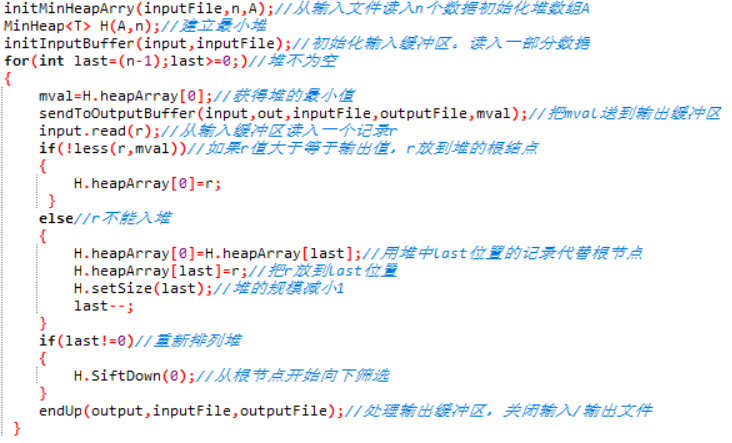 initMinHeapArry(inputFile,n,A);//从输入文件读入n个数据初始化堆数组A
MinHeap<T> H(A,n);//建立最小堆
initInputBuffer(input,inputFile);//初始化输入缓冲区。读入一部分数据
for(int last=(n-1);last>=0;)//堆不为空
{
mval=H.heapArray[0];//获得堆的最小值
sendToOutputBuffer(input,out,inputFile,outputFile,mval);//把mval送到输出缓冲区
input.read(r);//从输入缓冲区读入一个记录r
if(!less(r,mval))//如果r值大于等于输出值，r放到堆的根结点
{
H.heapArray[0]=r;
}
else//r不能入堆
{
H.heapArray[0]=H.heapArray[last];//用堆中last位置的记录代替根节点
H.heapArray[last]=r;//把r放到last位置
H.setSize(last);//堆的规模减小1
last--;
}
if(last!=0)//重新排列堆
{
H.SiftDown(0);//从根节点开始向下筛选
}
endUp(output,inputFile,outputFile);//处理输出缓冲区，关闭输入/输出文件
}